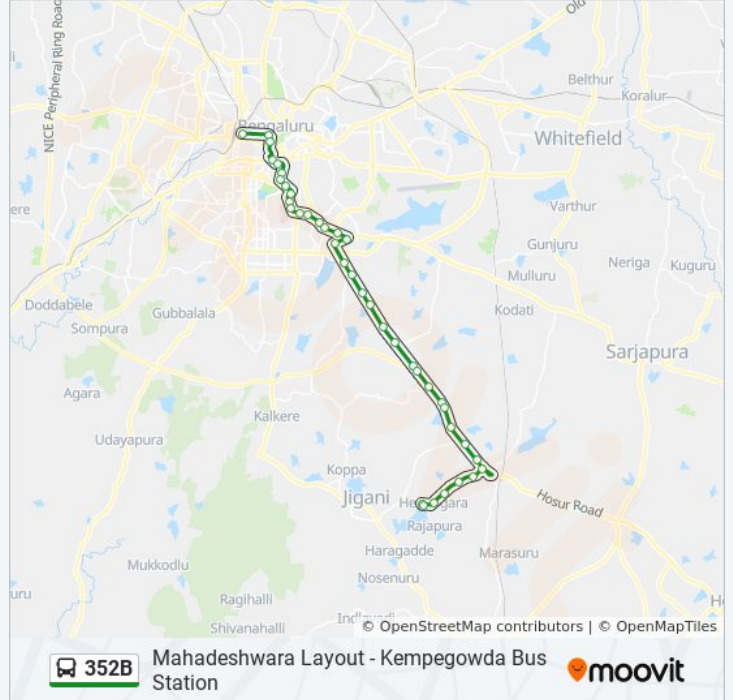 NICE Peripheral Ring Road
Old
Belthur
Koralur
Bengaluru
Whitefield
Varthur
ere
Gunjuru
Neriga
Kuguru
Mulluru
Doddabele
Gubbalala
Kodati
Sompura
Sarjapura
Agara
Kalkere
Udayapura
Koppa
Jigani
Hosur Road
Rajapura
Haragadde
Marasuru
Mukkodlu
Nosenuru
uru
Ragihalli
Shivanahalli
© OpenStreetMap contributors | © OpenMapTiles
352B
Mahadeshwara Layout - Kempegowda Bus
Station
moovit